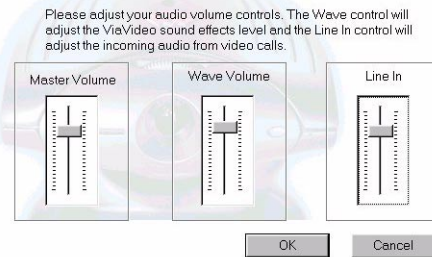 Please adjust your audio volume controls. The Wave control will
adjust the ViaVideo sound effects level and the Line In control will
adjust the incoming audio from video calls.
Master Volume
Wave Volume
Line In
OK
Cancel